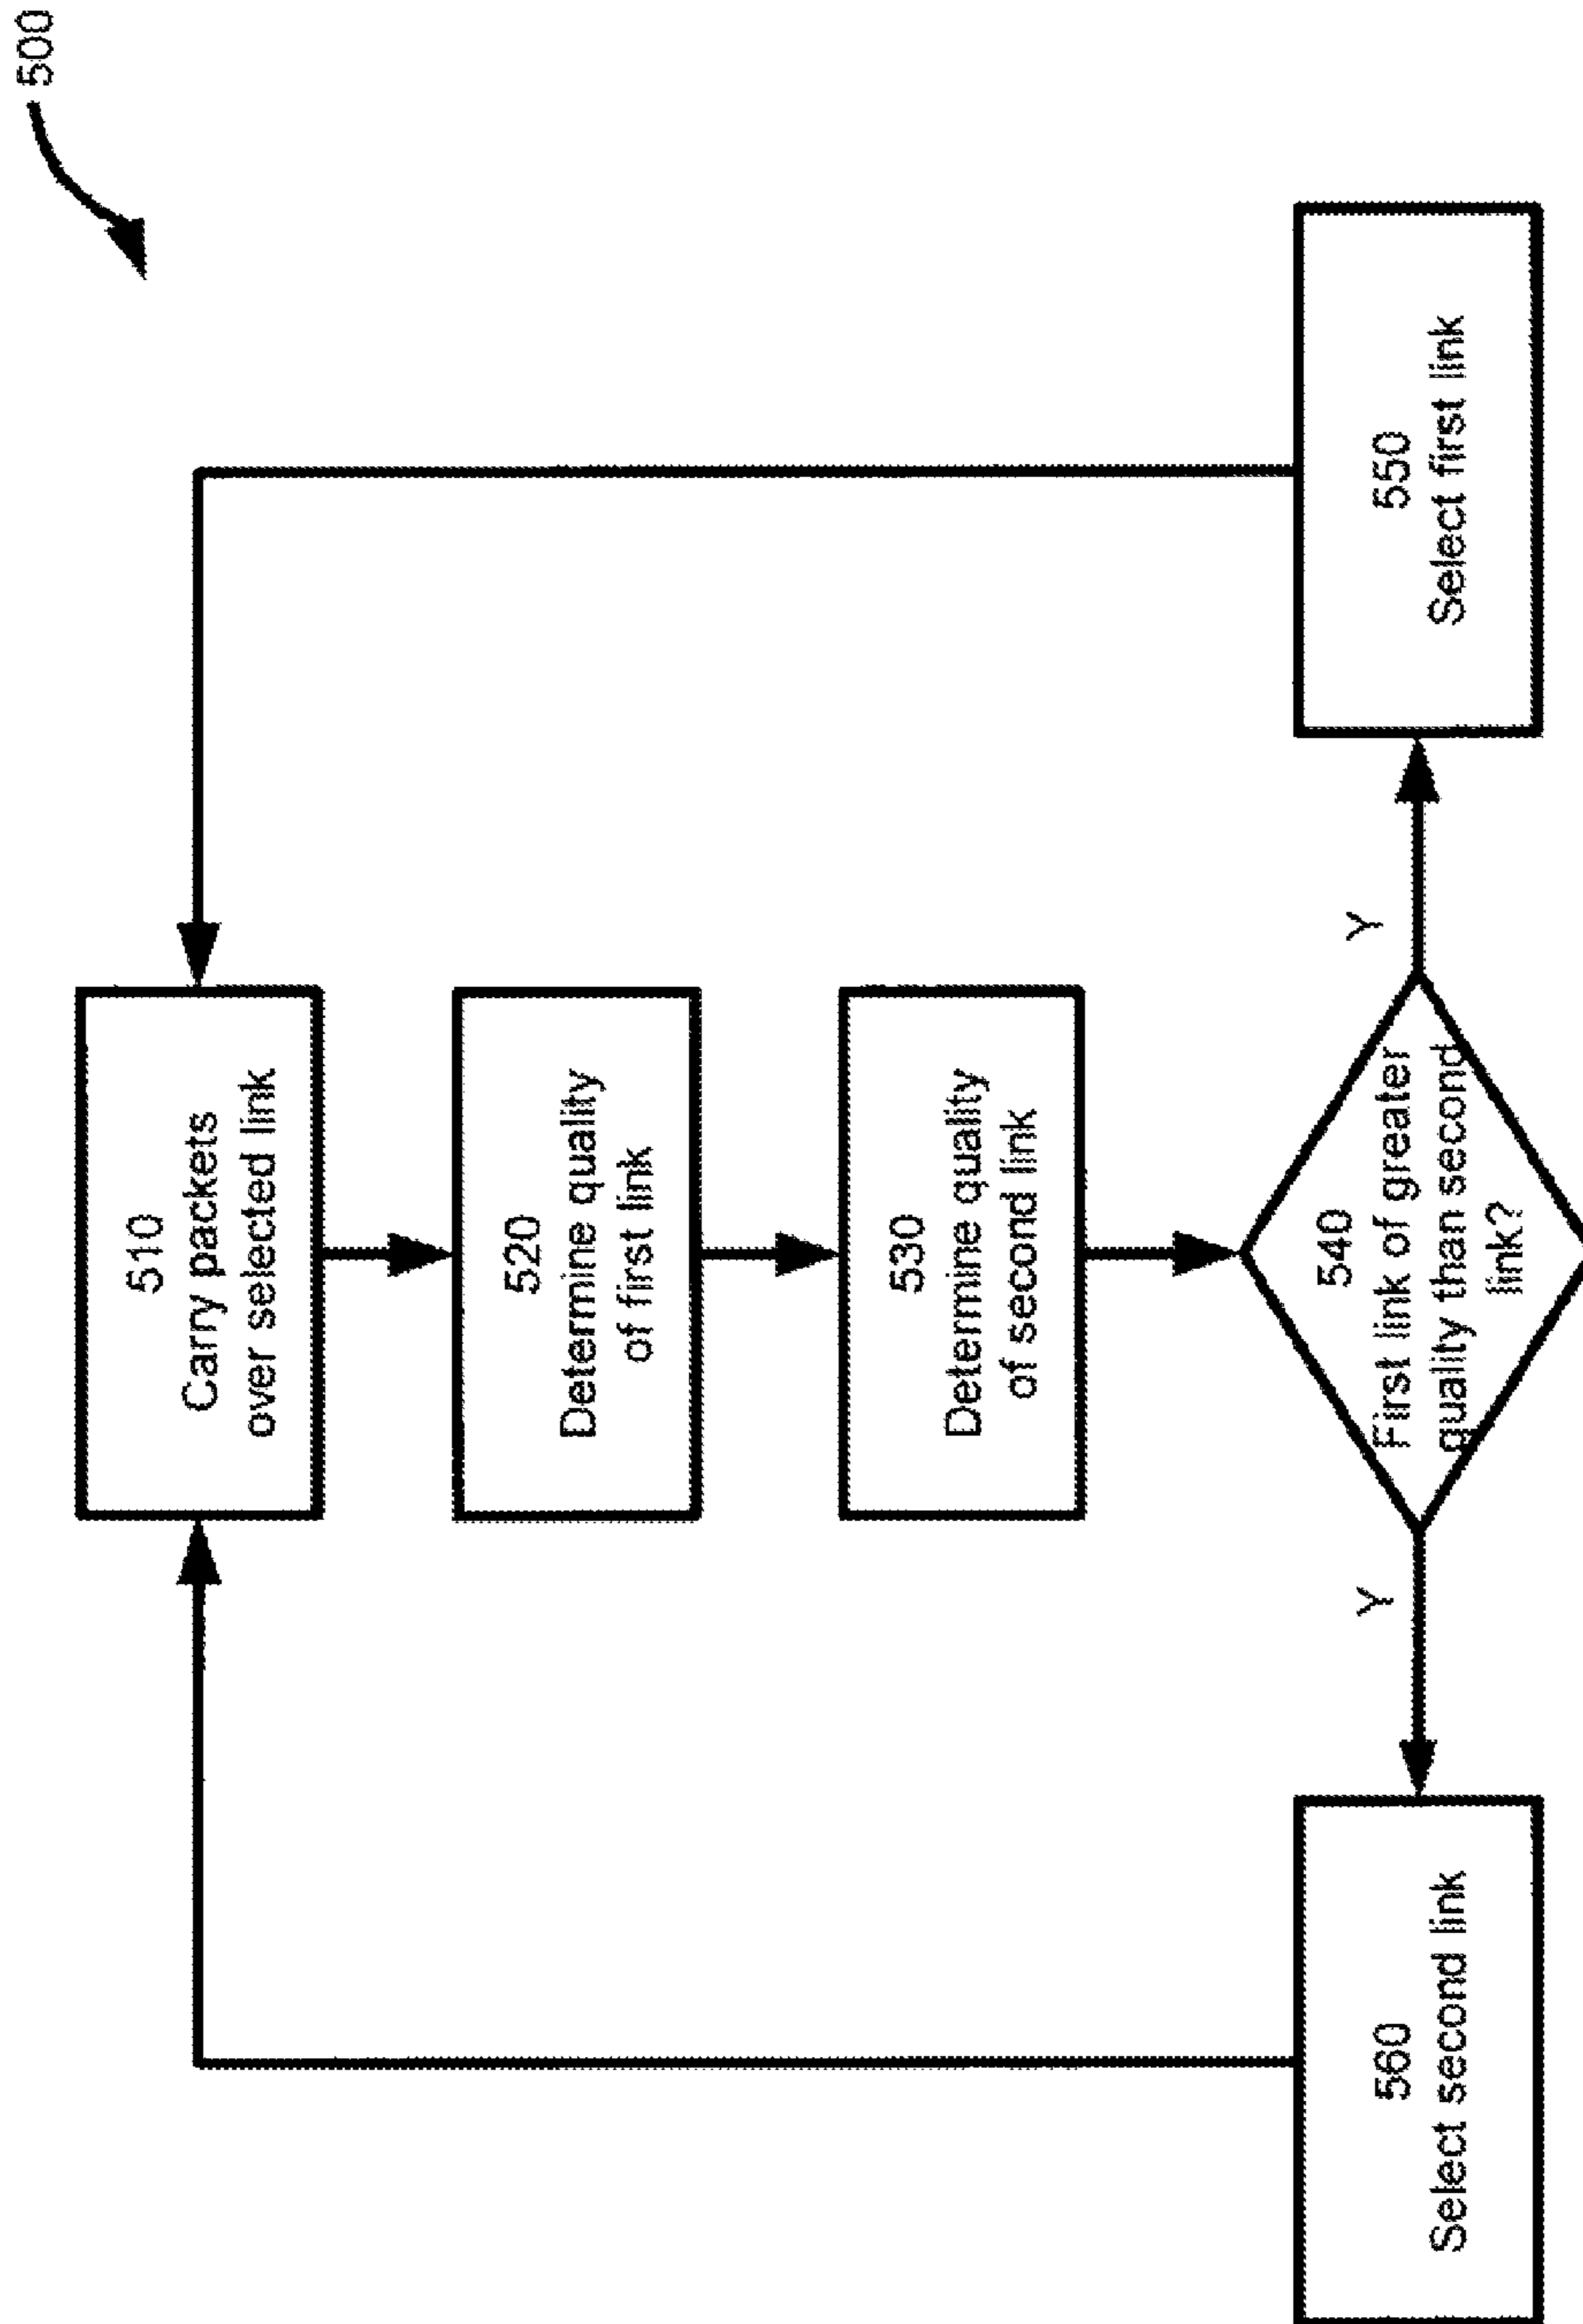 500
510
Carry packets
over selected link
520
Determine quality
of first link
530
Determine quality
of second link
540
First link of greater
quality than second
link?
Y
Y
560
Select second link
550
Select first link